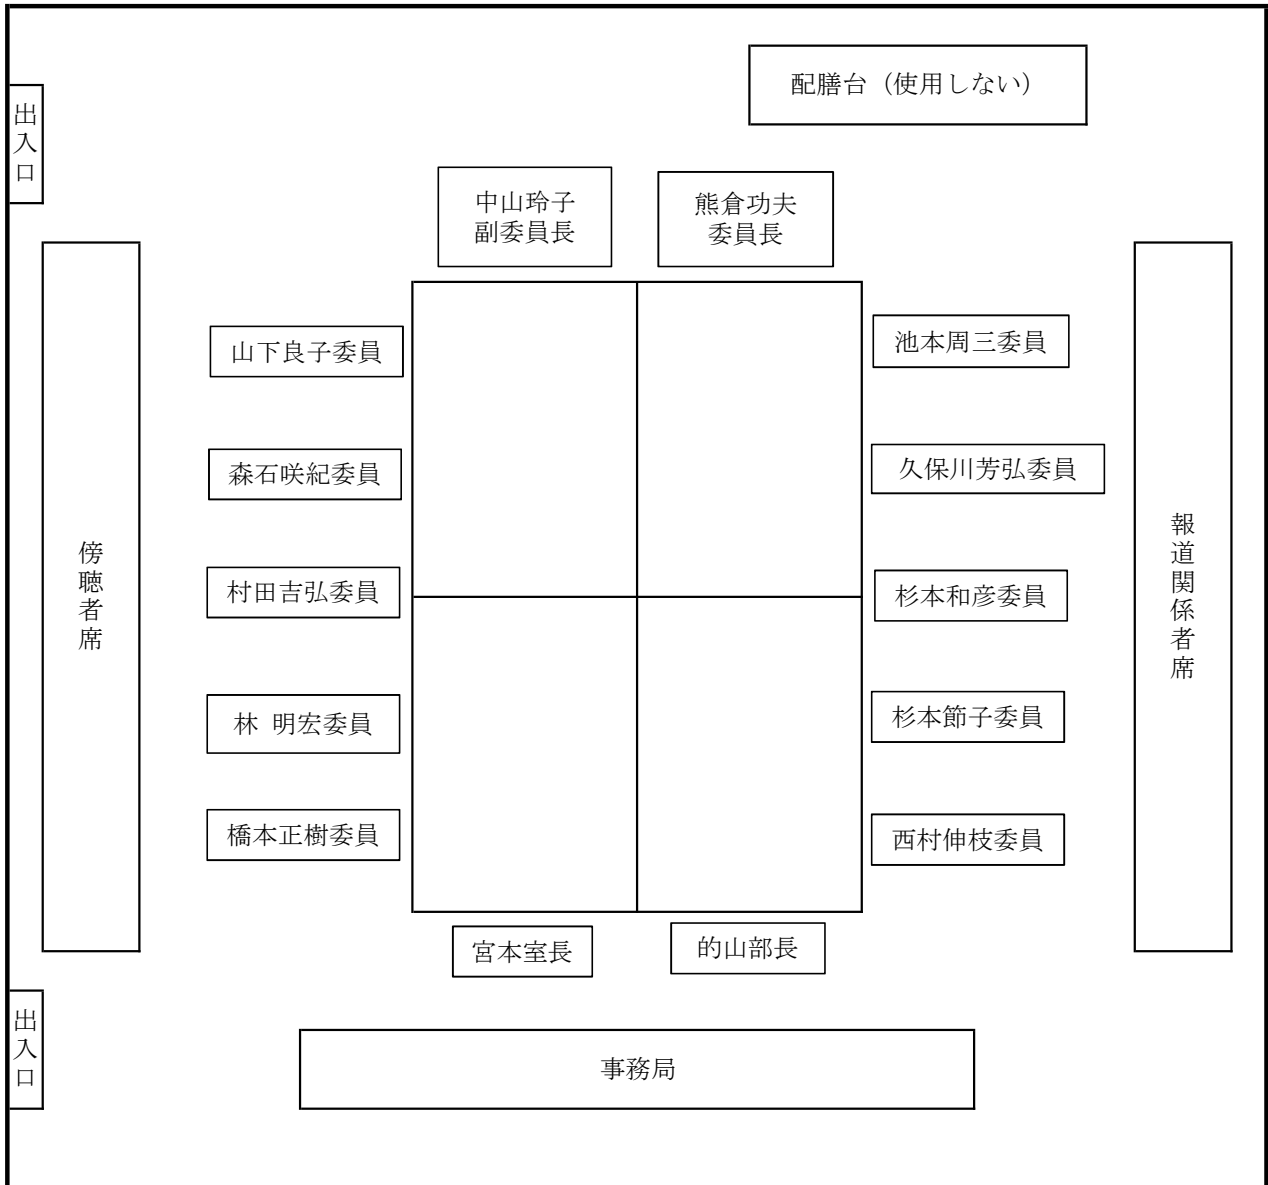 配膳台（使用しない）
出入口
中山玲子
副委員長
熊倉功夫
委員長
山下良子委員
池本周三委員
森石咲紀委員
久保川芳弘委員
傍聴者席
報道関係者席
村田吉弘委員
杉本和彦委員
林 明宏委員
杉本節子委員
橋本正樹委員
西村伸枝委員
宮本室長
的山部長
出入口
事務局